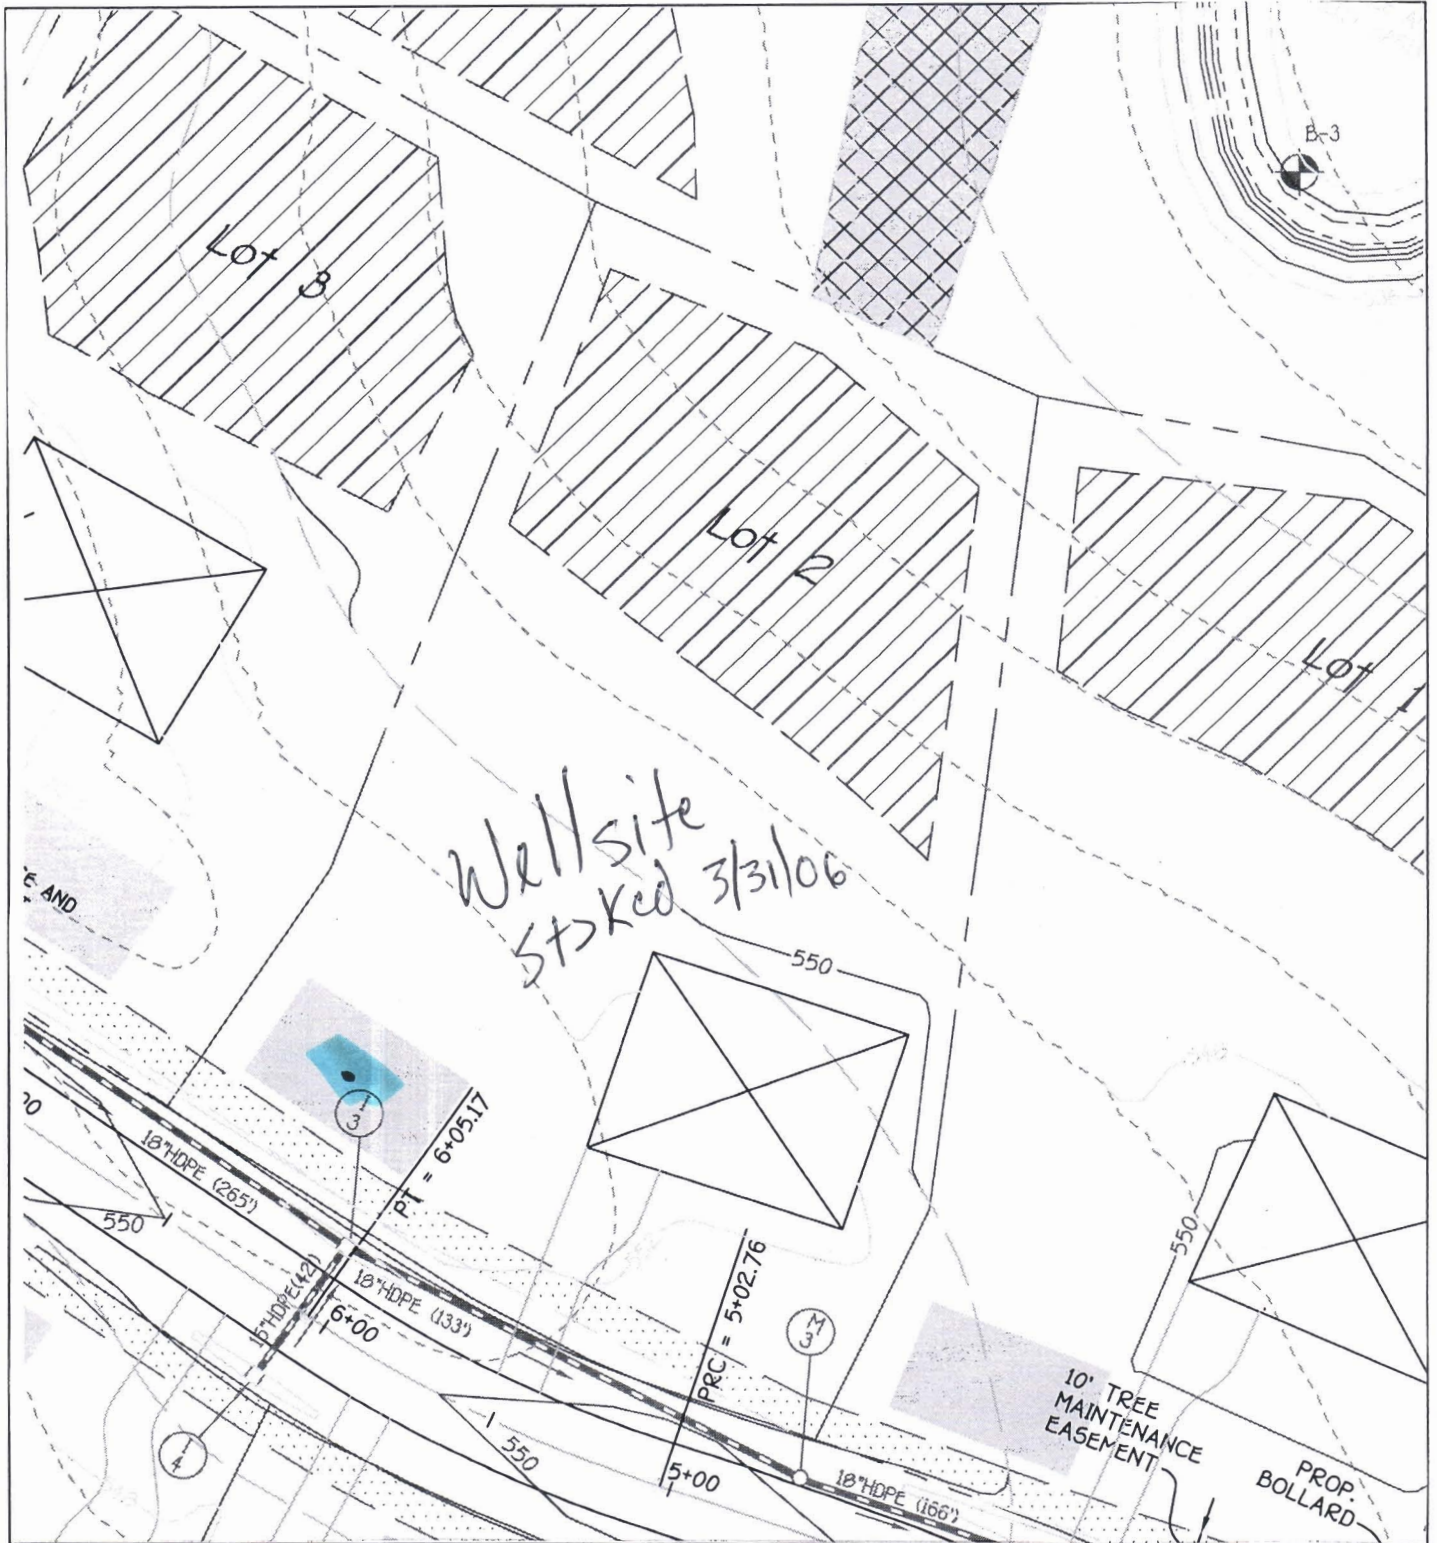 B-3
Lot 3
Lot 2
Lot 1
Wellsite
Staked 3/31/06
E AND
550
I
3
PT = 6+05.17
18"HDPE (265')
550
15"HDPE(42')
18"HDPE (133')
6+00
PRC = 5+02.76
M
3
550
10' TREE
MAINTENANCE
EASEMENT
PROP.
BOLLARD
I
4
550
5+00
18"HDPE (166')